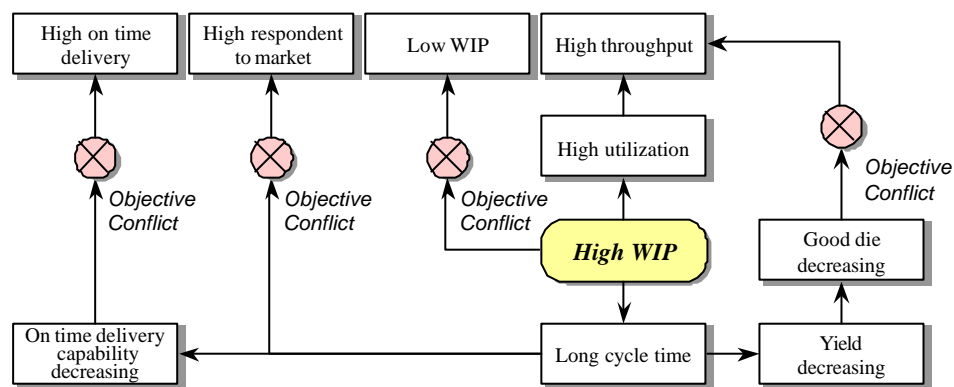 High on time
delivery
High respondent
to market
Low WIP
High throughput
High utilization
Objective
Conflict
Objective
Conflict
Objective
Conflict
Objective
Conflict
High WIP
Good die
decreasing
On time delivery
capability
decreasing
Long cycle time
Yield
decreasing